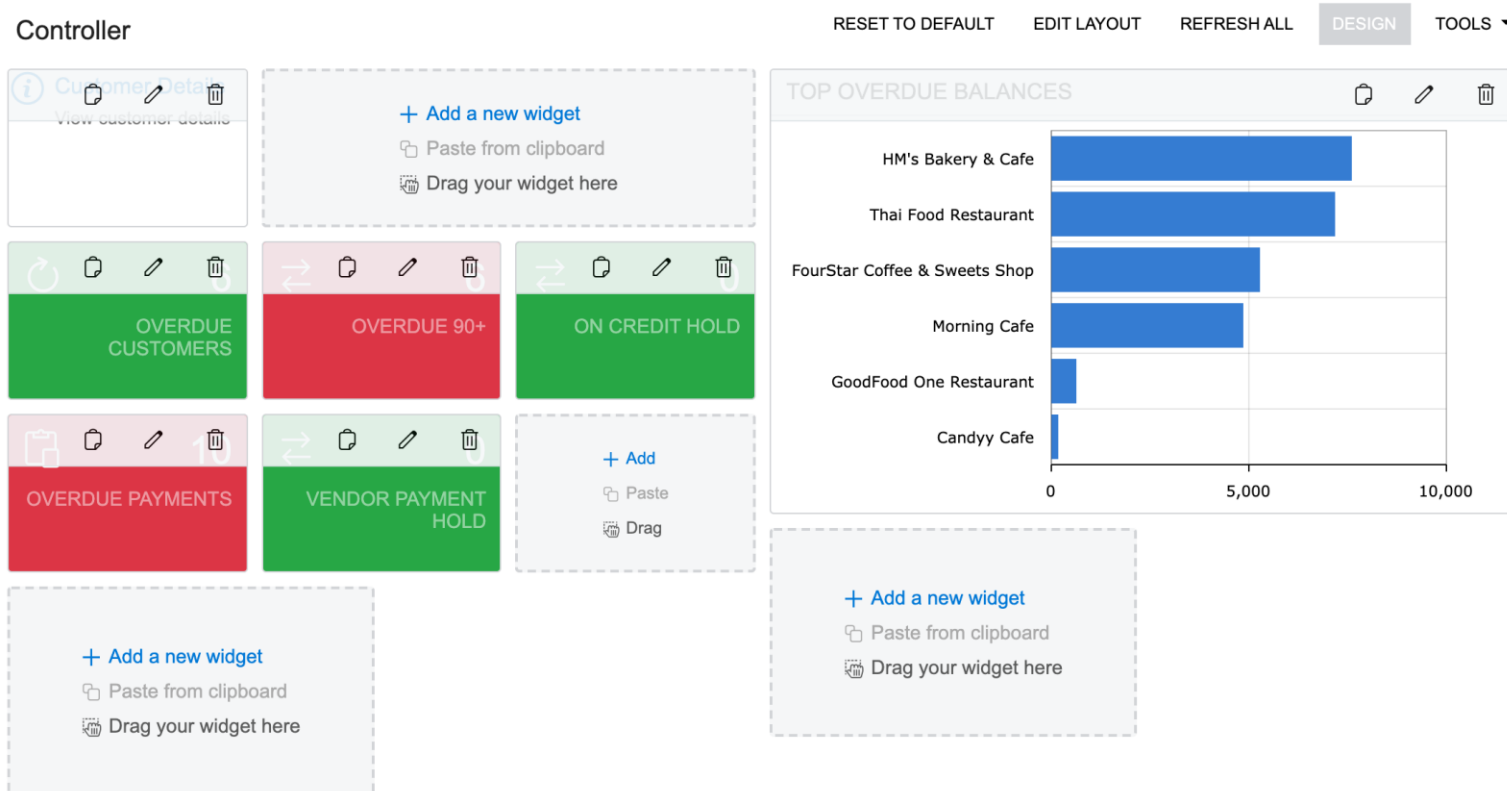 Controller
RESET TO DEFAULT
EDIT LAYOUT
REFRESH ALL
DESIGN
TOOLS
Customer Details
View customer details
Add a new widget
Paste from clipboard
Drag your widget here
6
OVERDUE
CUSTOMERS
6
OVERDUE 90+
0
ON CREDIT HOLD
10
OVERDUE PAYMENTS
0
VENDOR PAYMENT
HOLD
Add
Paste
Drag
Add a new widget
Paste from clipboard
Drag your widget here
TOP OVERDUE BALANCES
HM's Bakery & Cafe
Thai Food Restaurant
FourStar Coffee & Sweets Shop
Morning Cafe
GoodFood One Restaurant
Candyy Cafe
0
5,000
10,000
Add a new widget
Paste from clipboard
Drag your widget here